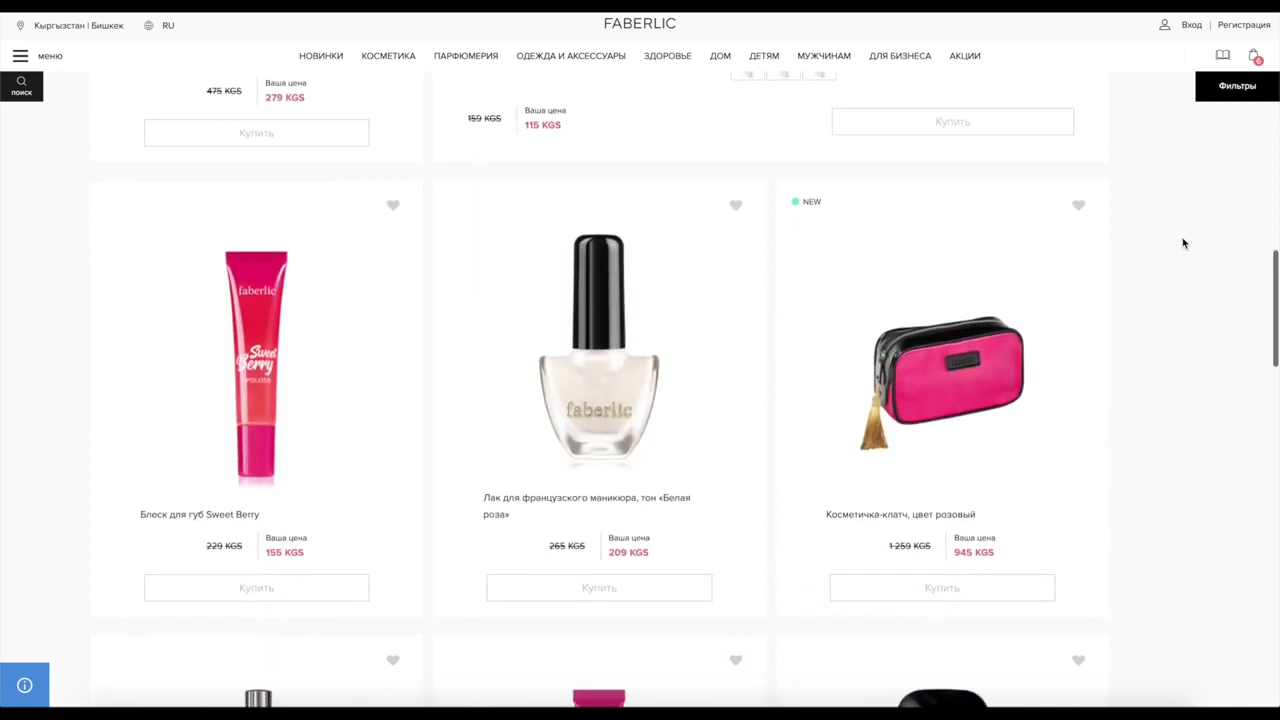 Кыргызстан | Бишкек
RU
FABERLIC
Вход | Регистрация
меню
НОВИНКИ
КОСМЕТИКА
ПАРФЮМЕРИЯ
ОДЕЖДА И АКСЕССУАРЫ
ЗДОРОВЬЕ
ДОМ
ДЕТЯМ
МУЖЧИНАМ
ДЛЯ БИЗНЕСА
АКЦИИ
6
поиск
Фильтры
475 KGS
Ваша цена
279 KGS
Купить
159 KGS
Ваша цена
115 KGS
Купить
faberlic
Sweet
Berry
faberlic
NEW
Блеск для губ Sweet Berry
229 KGS
Ваша цена
155 KGS
Купить
Лак для французского маникюра, тон «Белая
роза»
265 KGS
Ваша цена
209 KGS
Купить
Косметичка-клатч, цвет розовый
1 259 KGS
Ваша цена
945 KGS
Купить